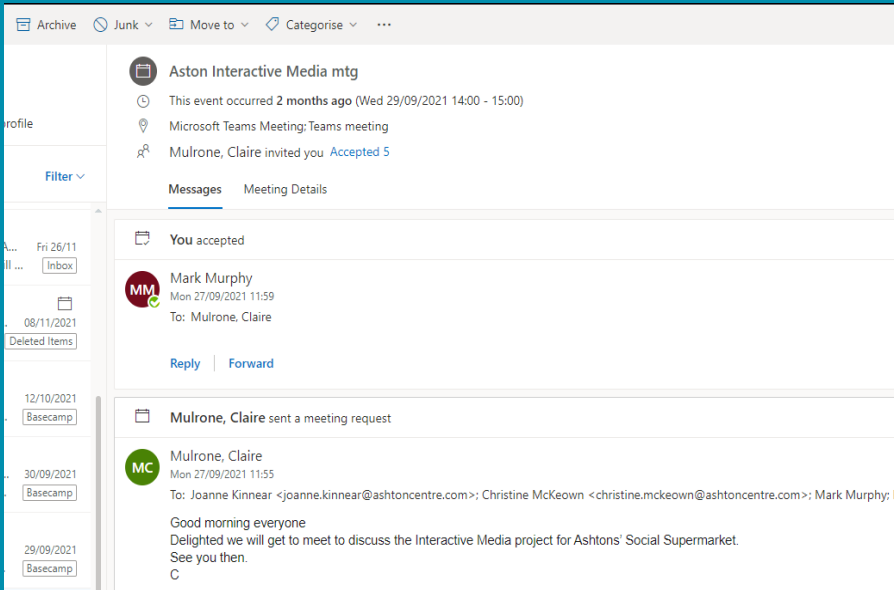 Archive Junk Move to Categorise ...
Aston Interactive Media mtg
This event occurred 2 months ago (Wed 29/09/2021 14:00 - 15:00)
Microsoft Teams Meeting; Teams meeting
Mulrone, Claire invited you Accepted 5
Messages Meeting Details
rofile
Filter
A... Fri 26/11
ill ... Inbox
. 08/11/2021
Deleted Items
12/10/2021
. Basecamp
.. 30/09/2021
. Basecamp
29/09/2021
. Basecamp
You accepted
MM
Mark Murphy
Mon 27/09/2021 11:59
To: Mulrone, Claire
Reply Forward
Mulrone, Claire sent a meeting request
MC
Mulrone, Claire
Mon 27/09/2021 11:55
To: Joanne Kinnear <joanne.kinnear@ashtoncentre.com>; Christine McKeown <christine.mckeown@ashtoncentre.com>; Mark Murphy;
Good morning everyone
Delighted we will get to meet to discuss the Interactive Media project for Ashtons' Social Supermarket.
See you then.
C